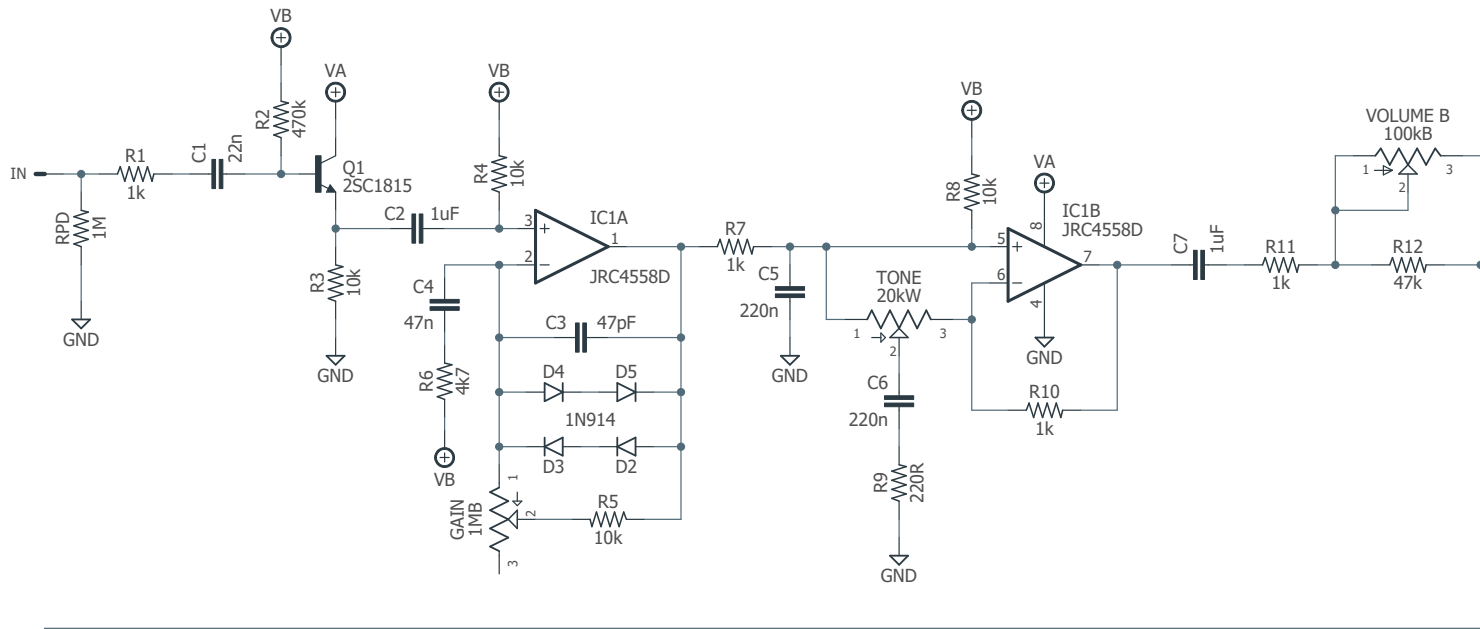 IN
RPD
1M
GND
R1
1k
C1
22n
VB
R2
470k
VA
Q1
2SC1815
R3
10k
GND
C2
1uF
VB
R4
10k
3
2
1
IC1A
JRC4558D
C4
47n
R6
4k7
VB
C3
47pF
D4
D5
1N914
D3
D2
GAIN
1MB
1
2
3
R5
10k
R7
1k
C5
220n
GND
TONE
20kW
1
2
3
C6
220n
R9
220R
GND
VB
R8
10k
VA
IC1B
JRC4558D
5
6
8
4
7
GND
R10
1k
C7
1uF
R11
1k
VOLUME B
100kB
1
2
3
R12
47k